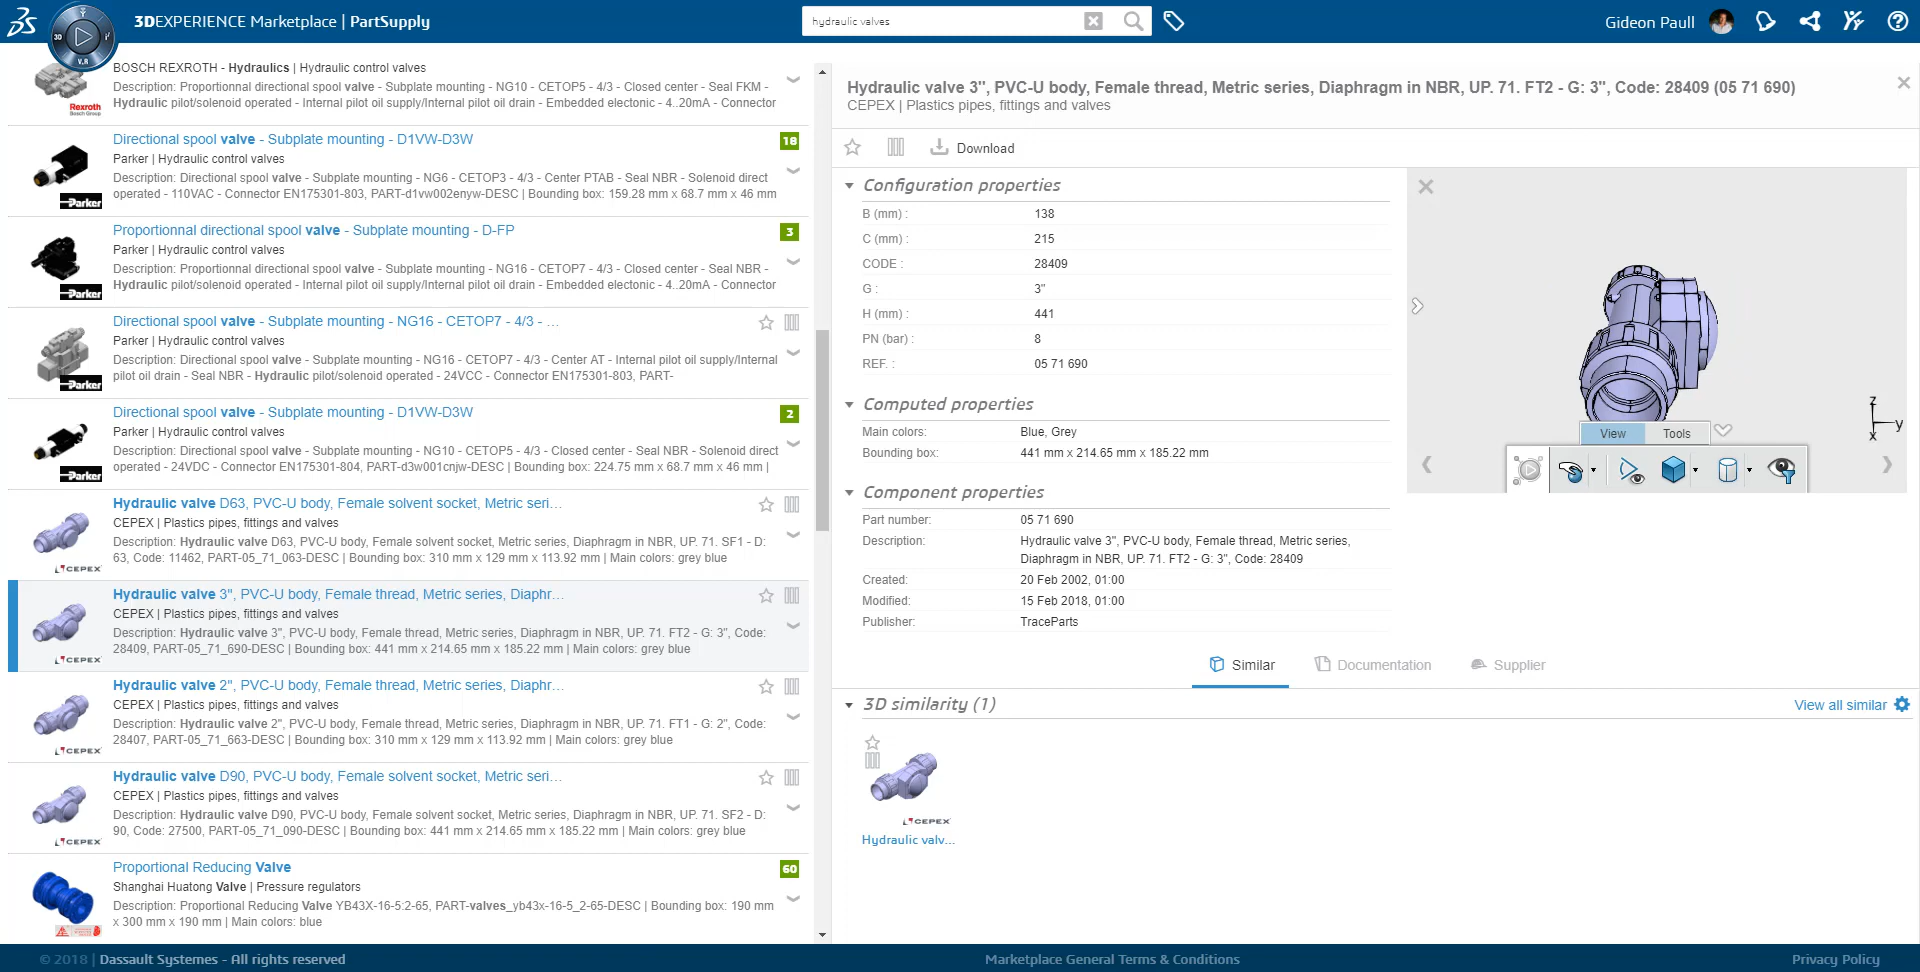 3DEXPERIENCE Marketplace | PartSupply
hydraulic valves
Gideon Paull
3D
V.R
BOSCH REXROTH - Hydraulics | Hydraulic control valves
Description: Proportionnal directional spool valve - Subplate mounting - NG10 - CETOP5 - 4/3 - Closed center - Seal FKM -
Hydraulic pilot/solenoid operated - Internal pilot oil supply/Internal pilot oil drain - Embedded electonic - 4..20mA - Connector
Rexroth
Bosch Group
Directional spool valve - Subplate mounting - D1VW-D3W
18
Parker | Hydraulic control valves
Description: Directional spool valve - Subplate mounting - NG6 - CETOP3 - 4/3 - Center PTAB - Seal NBR - Solenoid direct
operated - 110VAC - Connector EN175301-803, PART-d1vw002enyw-DESC | Bounding box: 159.28 mm x 68.7 mm x 46 mm
Parker
Proportionnal directional spool valve - Subplate mounting - D-FP
3
Parker | Hydraulic control valves
Description: Proportionnal directional spool valve - Subplate mounting - NG16 - CETOP7 - 4/3 - Closed center - Seal NBR -
Hydraulic pilot/solenoid operated - Internal pilot oil supply/Internal pilot oil drain - Embedded electonic - 4..20mA - Connector
Parker
Directional spool valve - Subplate mounting - NG16 - CETOP7 - 4/3 - ...
Parker | Hydraulic control valves
Description: Directional spool valve - Subplate mounting - NG16 - CETOP7 - 4/3 - Center AT - Internal pilot oil supply/Internal
pilot oil drain - Seal NBR - Hydraulic pilot/solenoid operated - 24VCC - Connector EN175301-803, PART-
Parker
Directional spool valve - Subplate mounting - D1VW-D3W
2
Parker | Hydraulic control valves
Description: Directional spool valve - Subplate mounting - NG10 - CETOP5 - 4/3 - Closed center - Seal NBR - Solenoid direct
operated - 24VDC - Connector EN175301-804, PART-d3w001cnjw-DESC | Bounding box: 224.75 mm x 68.7 mm x 46 mm |
Parker
Hydraulic valve D63, PVC-U body, Female solvent socket, Metric seri...
CEPEX | Plastics pipes, fittings and valves
Description: Hydraulic valve D63, PVC-U body, Female solvent socket, Metric series, Diaphragm in NBR, UP. 71. SF1 - D:
63, Code: 11462, PART-05_71_063-DESC | Bounding box: 310 mm x 129 mm x 113.92 mm | Main colors: grey blue
CEPEX
Hydraulic valve 3", PVC-U body, Female thread, Metric series, Diaphr...
CEPEX | Plastics pipes, fittings and valves
Description: Hydraulic valve 3", PVC-U body, Female thread, Metric series, Diaphragm in NBR, UP. 71. FT2 - G: 3", Code:
28409, PART-05_71_690-DESC | Bounding box: 441 mm x 214.65 mm x 185.22 mm | Main colors: grey blue
CEPEX
Hydraulic valve 2", PVC-U body, Female thread, Metric series, Diaphr...
CEPEX | Plastics pipes, fittings and valves
Description: Hydraulic valve 2", PVC-U body, Female thread, Metric series, Diaphragm in NBR, UP. 71. FT1 - G: 2", Code:
28407, PART-05_71_663-DESC | Bounding box: 310 mm x 129 mm x 113.92 mm | Main colors: grey blue
CEPEX
Hydraulic valve D90, PVC-U body, Female solvent socket, Metric seri...
CEPEX | Plastics pipes, fittings and valves
Description: Hydraulic valve D90, PVC-U body, Female solvent socket, Metric series, Diaphragm in NBR, UP. 71. SF2 - D:
90, Code: 27500, PART-05_71_090-DESC | Bounding box: 441 mm x 214.65 mm x 185.22 mm | Main colors: grey blue
CEPEX
Proportional Reducing Valve
60
Shanghai Huatong Valve | Pressure regulators
Description: Proportional Reducing Valve YB43X-16-5:2-65, PART-valves_yb43x-16-5_2-65-DESC | Bounding box: 190 mm
x 300 mm x 190 mm | Main colors: blue
Hydraulic valve 3", PVC-U body, Female thread, Metric series, Diaphragm in NBR, UP. 71. FT2 - G: 3", Code: 28409 (05 71 690)
CEPEX | Plastics pipes, fittings and valves
Download
Configuration properties
B (mm) : 138
C (mm) : 215
CODE : 28409
G : 3"
H (mm) : 441
PN (bar) : 8
REF. : 05 71 690
Computed properties
Main colors: Blue, Grey
Bounding box: 441 mm x 214.65 mm x 185.22 mm
Component properties
Part number: 05 71 690
Description: Hydraulic valve 3", PVC-U body, Female thread, Metric series,
Diaphragm in NBR, UP. 71. FT2 - G: 3", Code: 28409
Created: 20 Feb 2002, 01:00
Modified: 15 Feb 2018, 01:00
Publisher: TraceParts
z
y
x
View Tools
Similar Documentation Supplier
3D similarity (1)
View all similar
CEPEX
Hydraulic valv...
© 2018 | Dassault Systemes - All rights reserved
Marketplace General Terms & Conditions
Privacy Policy